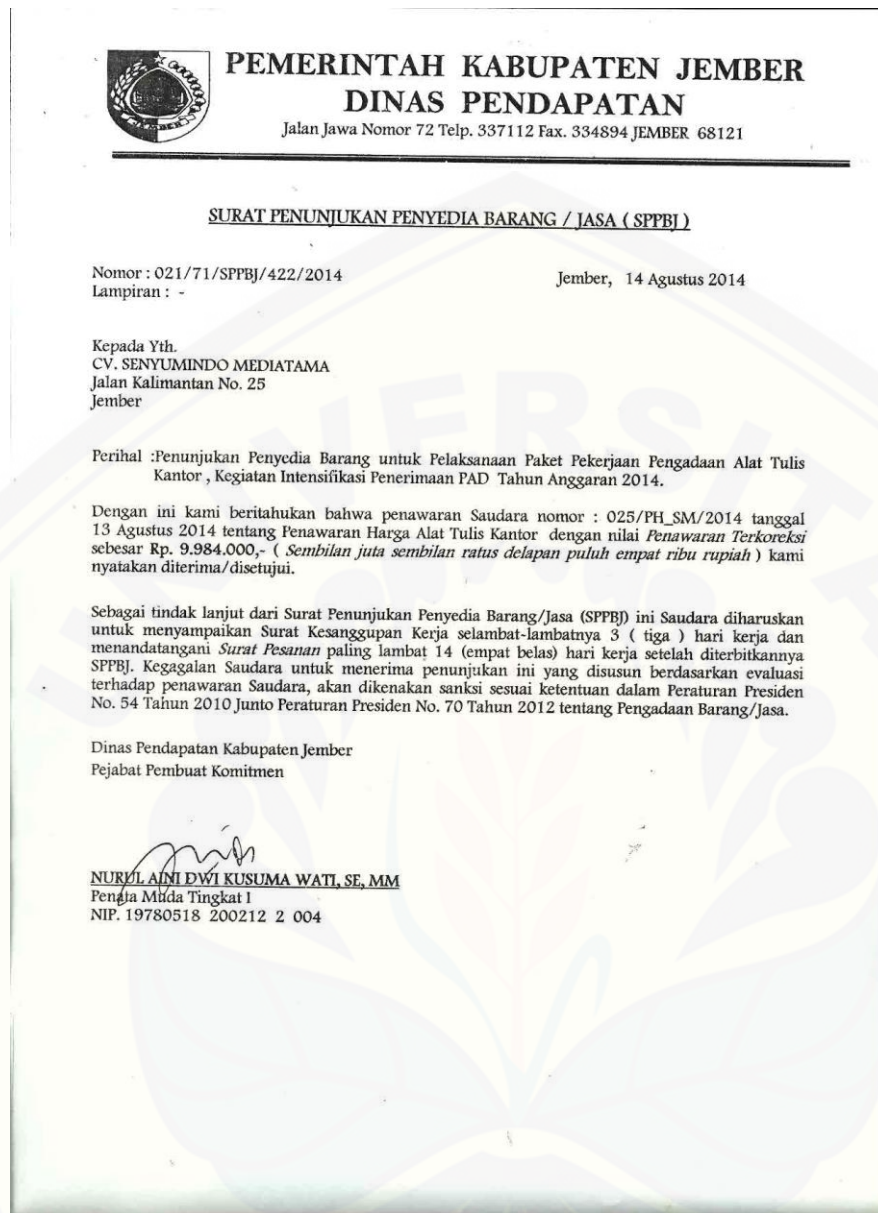 PEMERINTAH KABUPATEN JEMBER
DINAS PENDAPATAN
Jalan Jawa Nomor 72 Telp. 337112 Fax. 334894 JEMBER 68121
JEMBER
SURAT PENUNJUKAN PENYEDIA BARANG / JASA ( SPPBJ )
Nomor : 021/71/SPPBJ/422/2014
Jember, 14 Agustus 2014
Lampiran : -
Kepada Yth.
CV. SENYUMINDO MEDIATAMA
Jalan Kalimantan No. 25
Jember
Perihal :Penunjukan Penyedia Barang untuk Pelaksanaan Paket Pekerjaan Pengadaan Alat Tulis
Kantor , Kegiatan Intensifikasi Penerimaan PAD Tahun Anggaran 2014.
Dengan ini kami beritahukan bahwa penawaran Saudara nomor : 025/PH_SM/2014 tanggal
13 Agustus 2014 tentang Penawaran Harga Alat Tulis Kantor dengan nilai Penawaran Terkoreksi
sebesar Rp. 9.984.000,- ( Sembilan juta sembilan ratus delapan puluh empat ribu rupiah ) kami
nyatakan diterima/disetujui.
Sebagai tindak lanjut dari Surat Penunjukan Penyedia Barang/Jasa (SPPBJ) ini Saudara diharuskan
untuk menyampaikan Surat Kesanggupan Kerja selambat-lambatnya 3 ( tiga ) hari kerja dan
menandatangani Surat Pesanan paling lambat 14 (empat belas) hari kerja setelah diterbitkannya
SPPBJ. Kegagalan Saudara untuk menerima penunjukan ini yang disusun berdasarkan evaluasi
terhadap penawaran Saudara, akan dikenakan sanksi sesuai ketentuan dalam Peraturan Presiden
No. 54 Tahun 2010 Junto Peraturan Presiden No. 70 Tahun 2012 tentang Pengadaan Barang/Jasa.
Dinas Pendapatan Kabupaten Jember
Pejabat Pembuat Komitmen
NURUL AINI DWI KUSUMA WATI, SE, MM
Penata Muda Tingkat I
NIP. 19780518 200212 2 004
UNIVERSITA